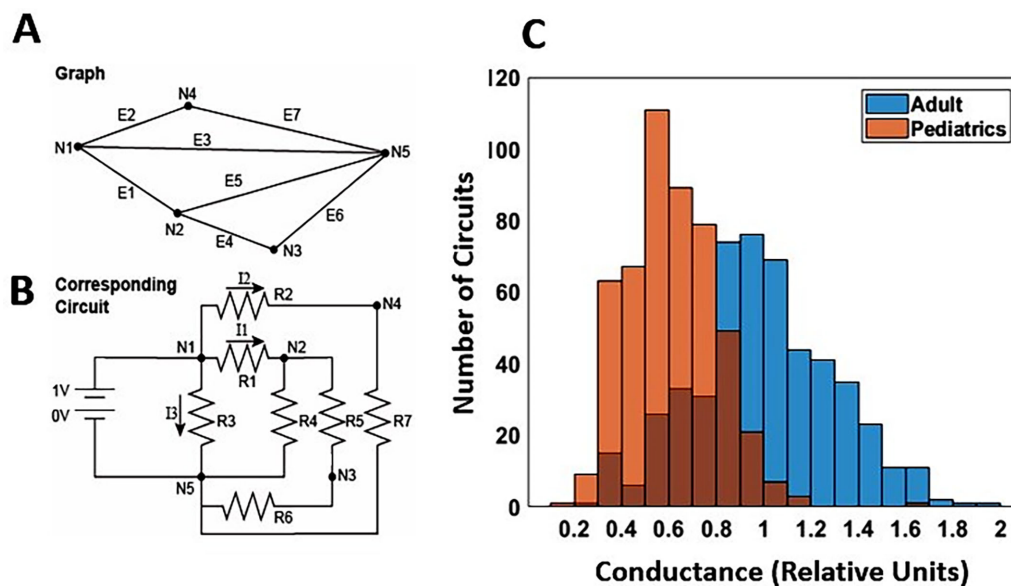 A
Graph
N4
E2
E7
N1
E3
N5
E5
E1
E6
N2
E4
N3
B
Corresponding
Circuit
I2
R2
N4
I1
N1
N2
R1
1V
0V
I3
R3
R4
R5
R7
N5
N3
R6
C
120
100
80
60
40
20
0
Number of Circuits
Adult
Pediatrics
0.2 0.4 0.6 0.8 1 1.2 1.4 1.6 1.8 2
Conductance (Relative Units)